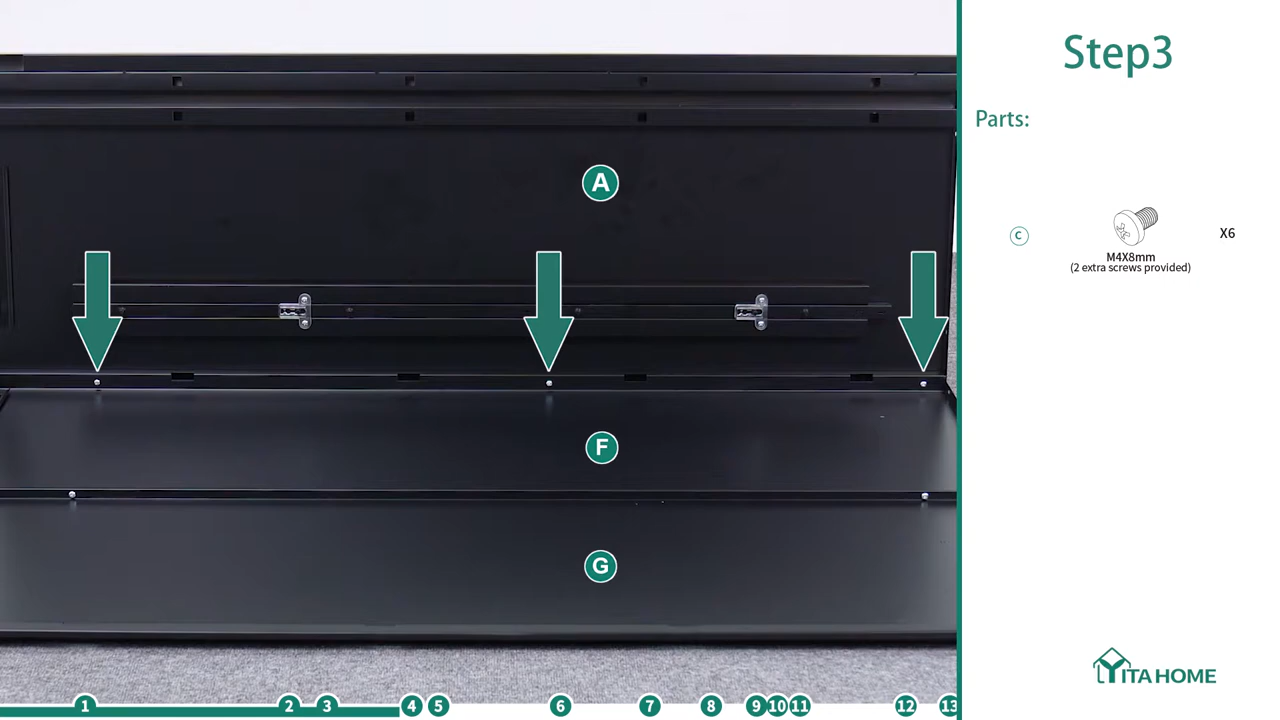 Step3
Parts:
A
C
X6
M4X8mm
(2 extra screws provided)
F
G
YITA HOME
1 2 3 4 5 6 7 8 9 10 11 12 13